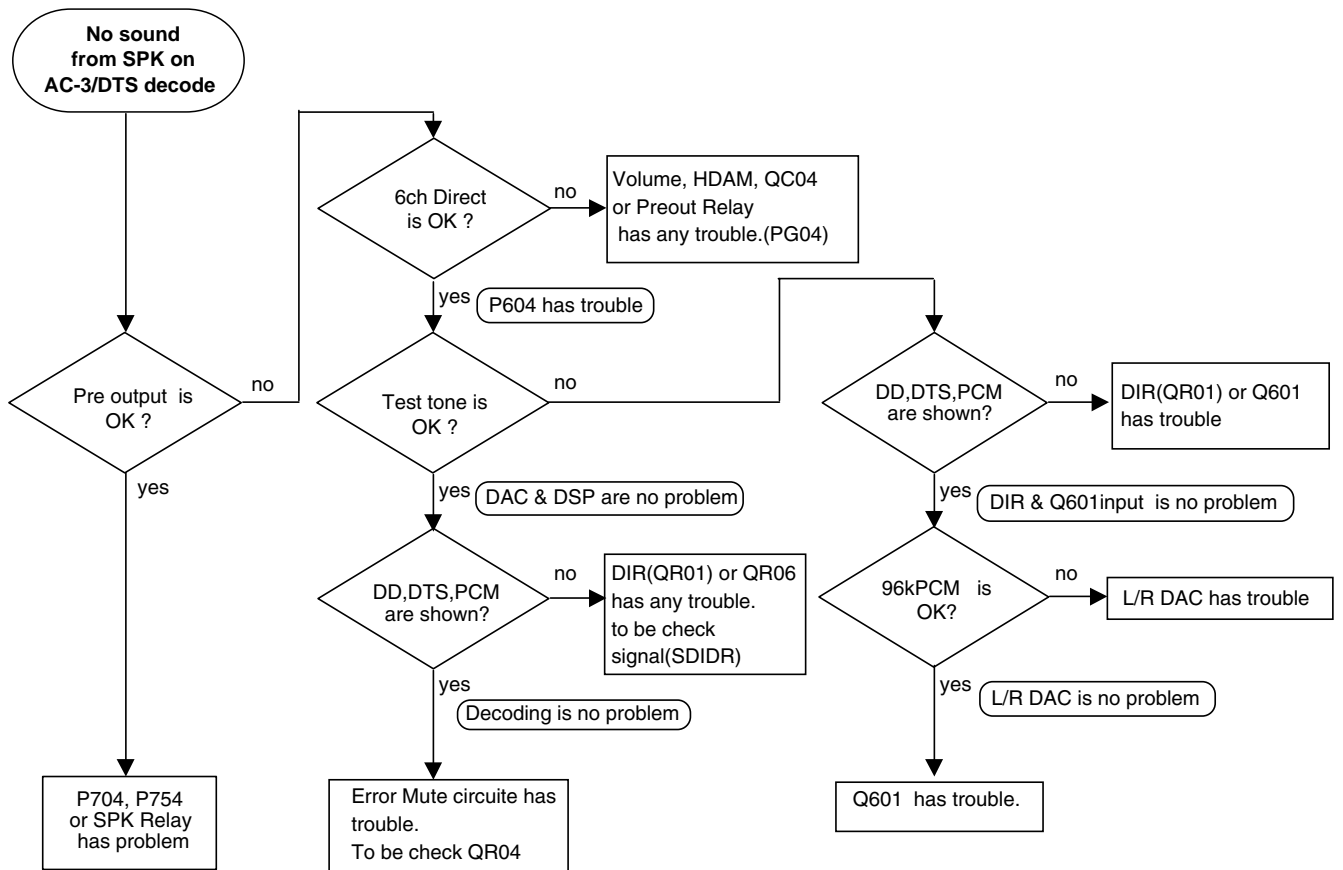 No sound
from SPK on
AC-3/DTS decode
Pre output is
OK ?
no
yes
P704, P754
or SPK Relay
has problem
6ch Direct
is OK ?
no
Volume, HDAM, QC04
or Preout Relay
has any trouble.(PG04)
yes
P604 has trouble
Test tone is
OK ?
no
yes
DAC & DSP are no problem
DD,DTS,PCM
are shown?
no
DIR(QR01) or QR06
has any trouble.
to be check
signal(SDIDR)
yes
Decoding is no problem
Error Mute circuite has
trouble.
To be check QR04
DD,DTS,PCM
are shown?
no
DIR(QR01) or Q601
has trouble
yes
DIR & Q601input is no problem
96kPCM is
OK?
no
L/R DAC has trouble
yes
L/R DAC is no problem
Q601 has trouble.